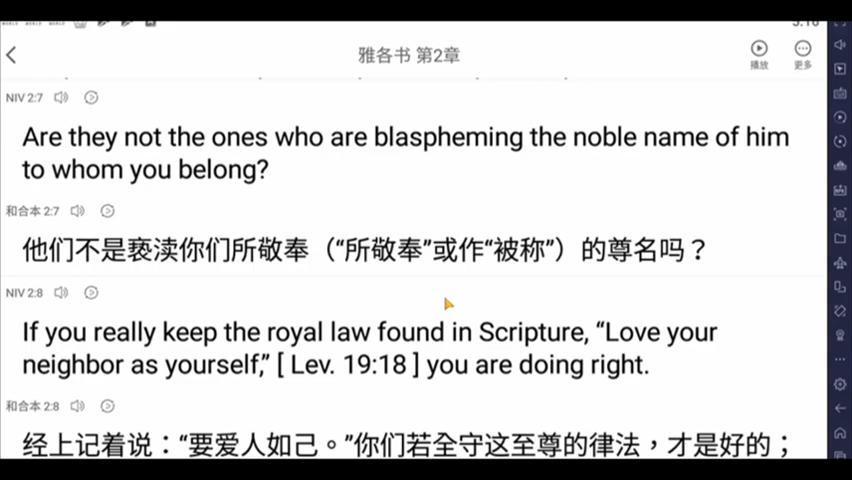 雅各书 第2章
播放
更多
NIV 2:7
Are they not the ones who are blaspheming the noble name of him
to whom you belong?
和合本 2:7
他们不是亵渎你们所敬奉（“所敬奉”或作“被称”）的尊名吗？
NIV 2:8
If you really keep the royal law found in Scripture, “Love your
neighbor as yourself,” [ Lev. 19:18 ] you are doing right.
和合本 2:8
经上记着说：“要爱人如己。”你们若全守这至尊的律法，才是好的；